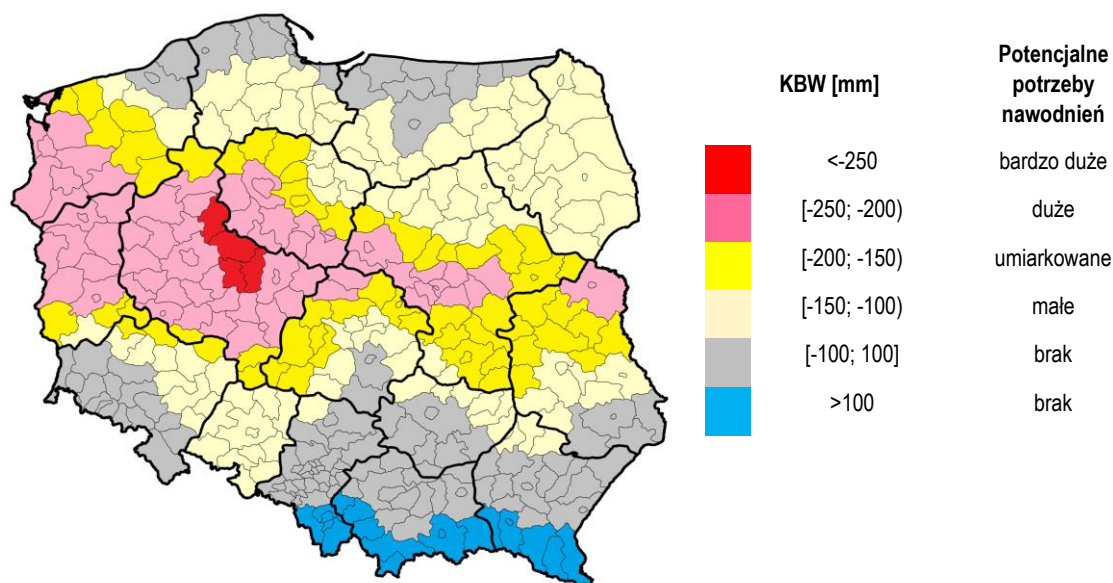 KBW [mm]
Potencjalne
potrzeby
nawodnień
<-250 bardzo duże
[-250; -200) duże
[-200; -150) umiarkowane
[-150; -100) małe
[-100; 100] brak
>100 brak